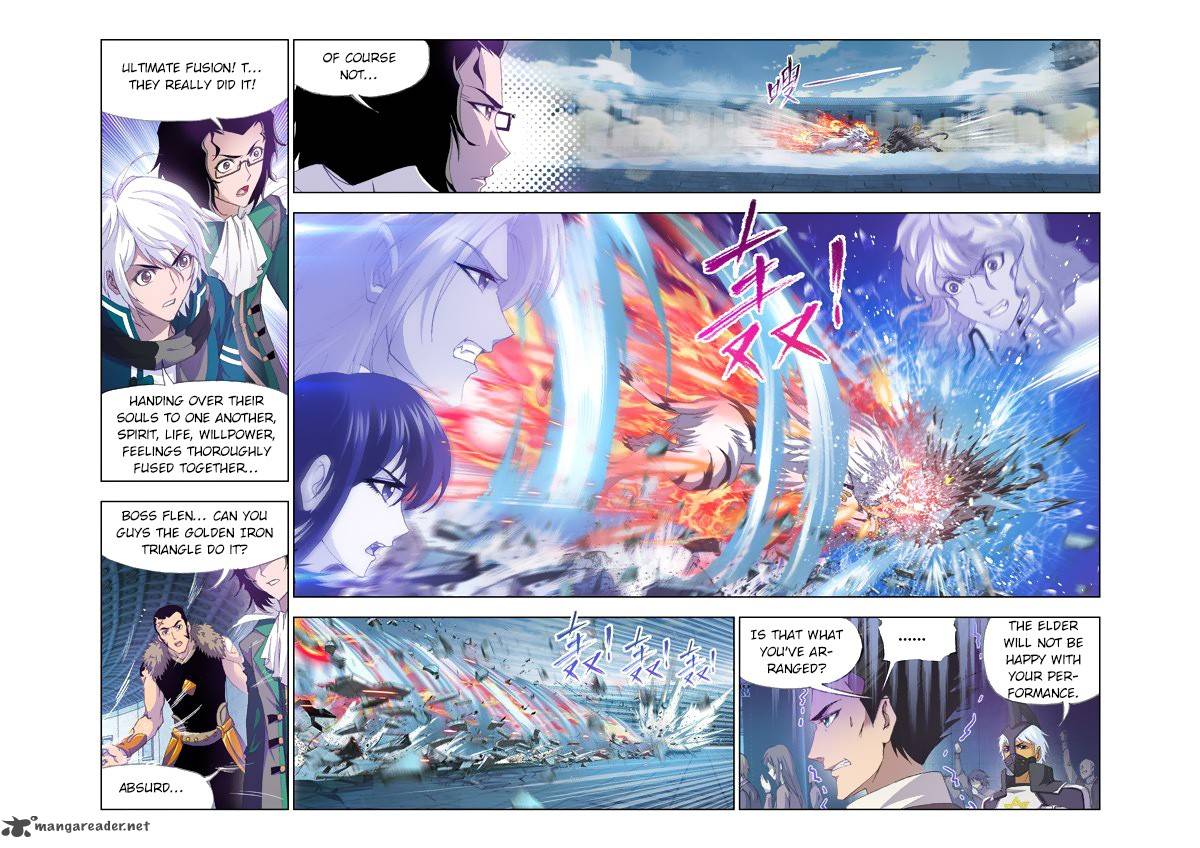 ULTIMATE FUSION! T...
THEY REALLY DID IT!
HANDING OVER THEIR
SOULS TO ONE ANOTHER,
SPIRIT, LIFE, WILLPOWER,
FEELINGS THOROUGHLY
FUSED TOGETHER...
BOSS FLEN... CAN YOU
GUYS THE GOLDEN IRON
TRIANGLE DO IT?
ABSURD...
OF COURSE
NOT...
嗖—
轰!
轰! 轰! 轰!
IS THAT WHAT
YOU'VE AR-
RANGED?
......
THE ELDER
WILL NOT BE
HAPPY WITH
YOUR PER-
FORMANCE.
mangareader.net